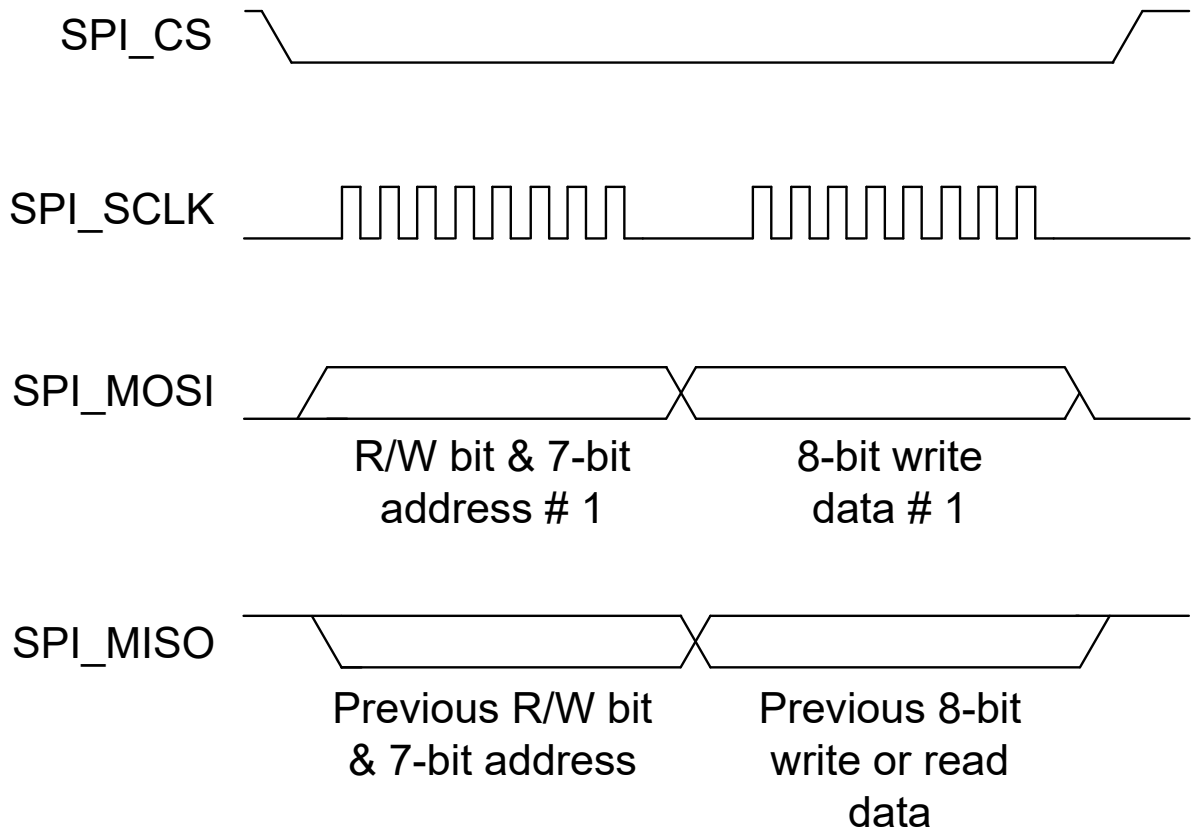 SPI_CS
SPI_SCLK
SPI_MOSI
R/W bit & 7-bit
address # 1
8-bit write
data # 1
SPI_MISO
Previous R/W bit
& 7-bit address
Previous 8-bit
write or read
data